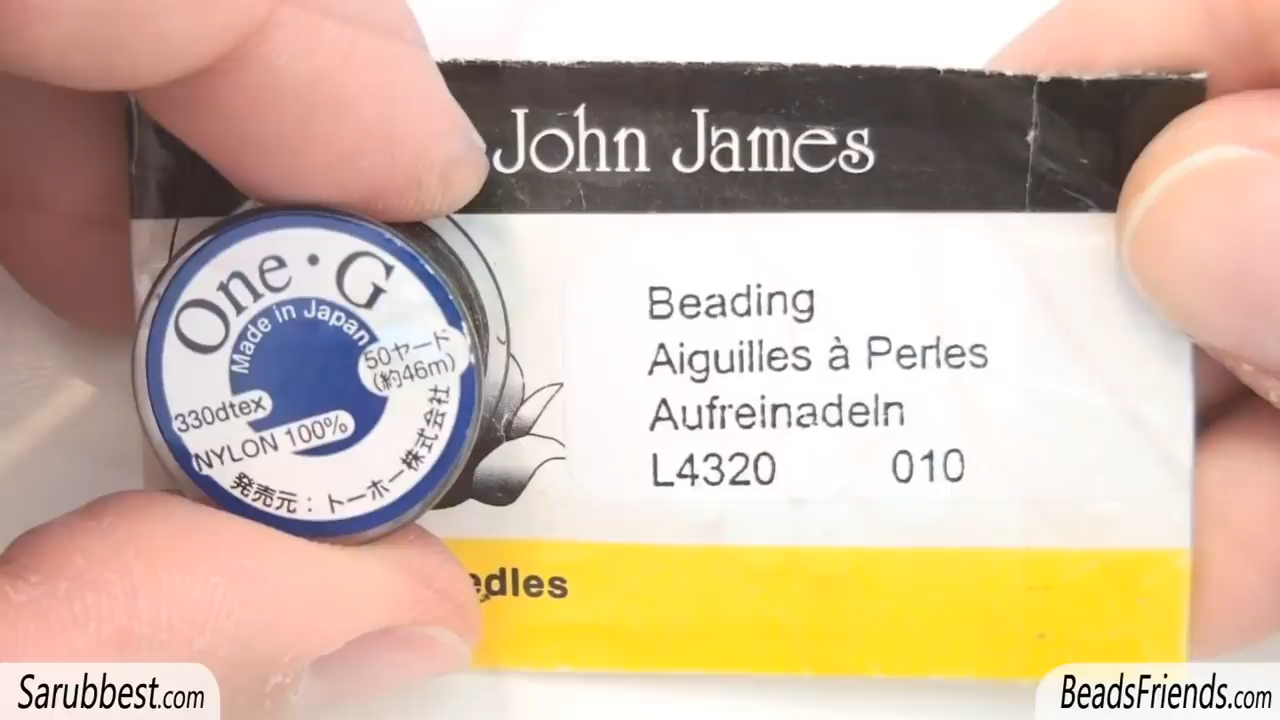 John James
One・G
Made in Japan
50ヤード
(約46m)
330dtex
NYLON 100%
発売元：トーホー株式会社
Beading
Aiguilles à Perles
Aufreinadeln
L4320 010
Sarubbest.com
BeadsFriends.com